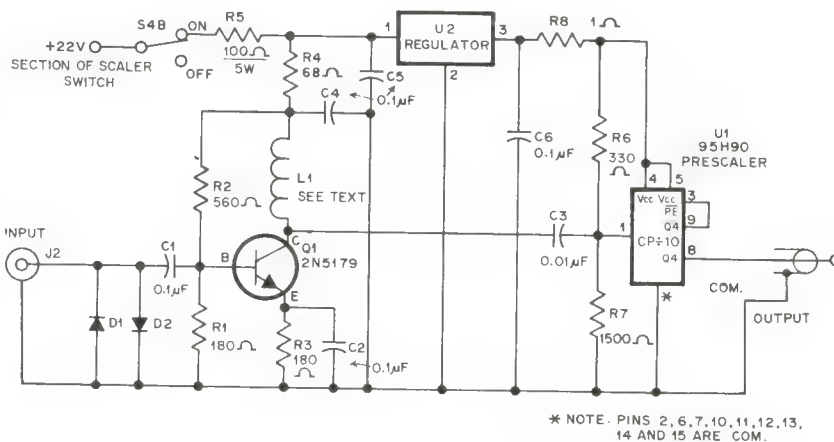 S4B
ON
+22V
OFF
SECTION OF SCALER
SWITCH
R5
100Ω
5W
R4
68Ω
1
U2
REGULATOR
3
2
R8
1Ω
C5
C4
0.1µF
C6
0.1µF
R6
330
Ω
U1
95H90
PRESCALER
4
5
Vcc Vcc
3
PE
9
Q4
1
CP÷10
Q4
8
*
R2
560Ω
L1
SEE TEXT
C3
0.01µF
INPUT
J2
C1
0.1µF
B
C
Q1
2N5179
E
D1
D2
R1
180Ω
R3
180
Ω
C2
0.1µF
R7
1500Ω
COM.
OUTPUT
* NOTE. PINS 2,6,7,10,11,12,13,
14 AND 15 ARE COM.